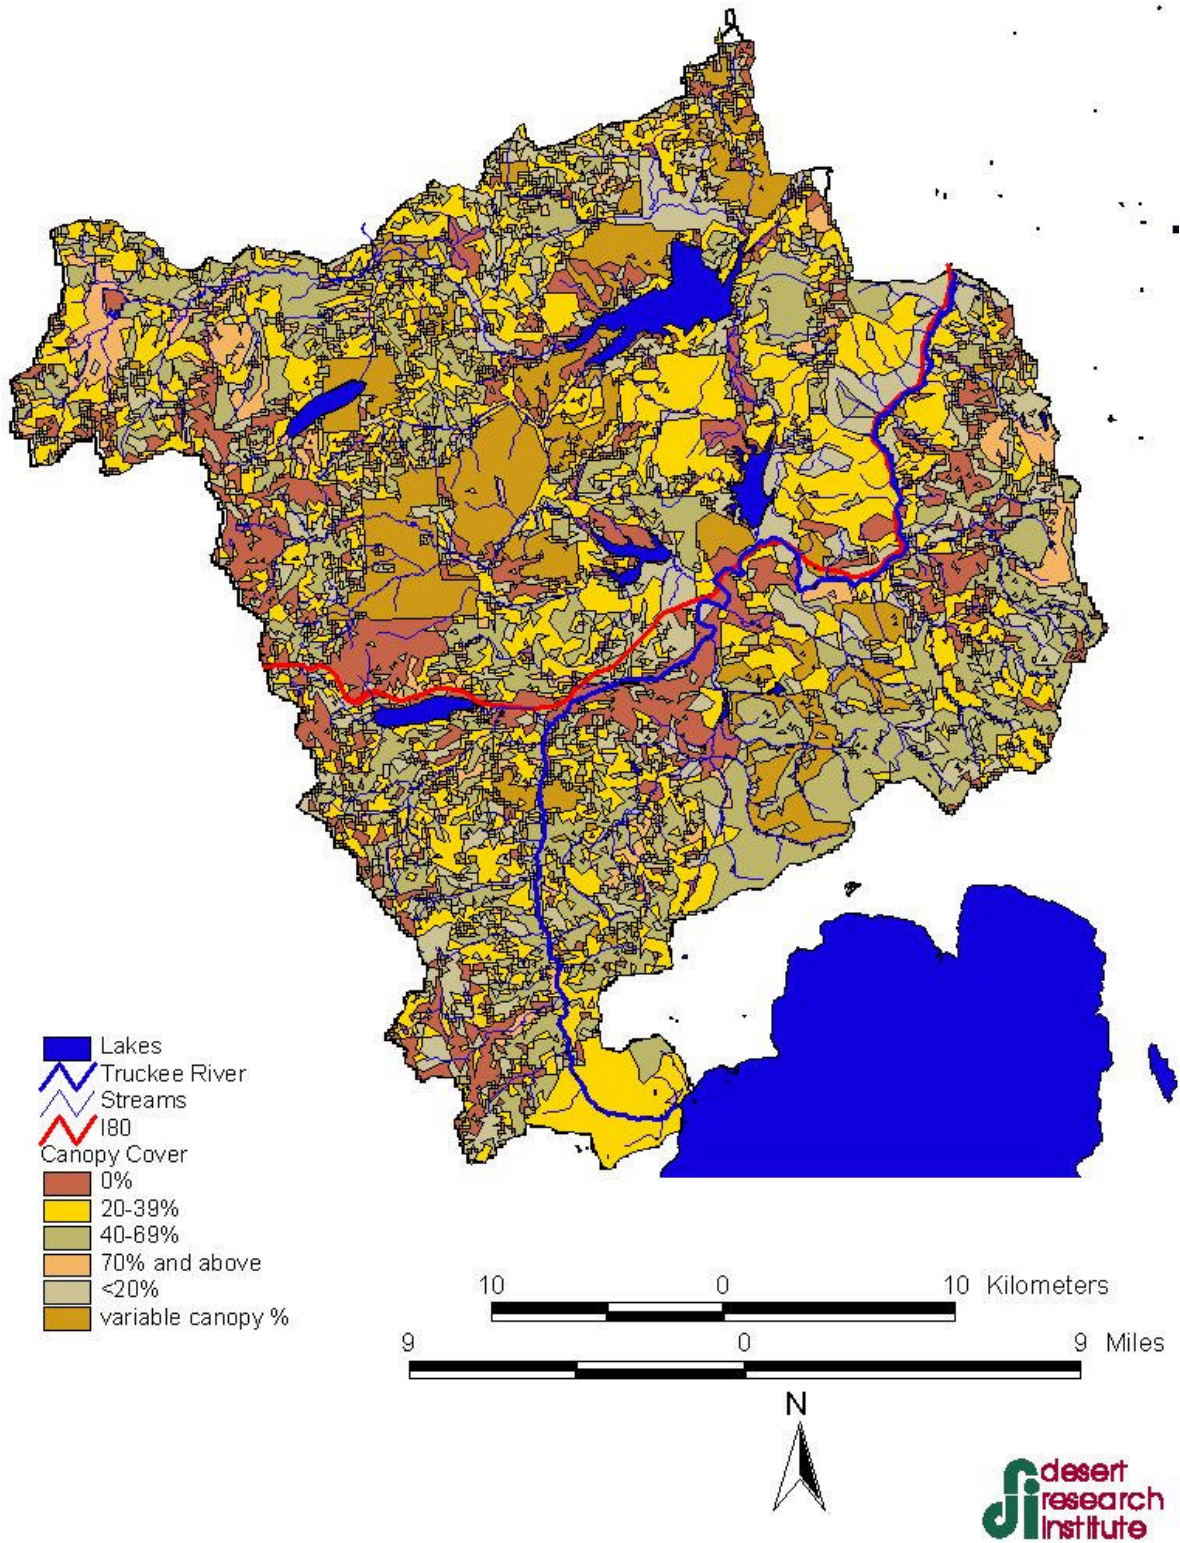 Lakes
Truckee River
Streams
I80
Canopy Cover
0%
20-39%
40-69%
70% and above
<20%
variable canopy %
10 0 10 Kilometers
9 0 9 Miles
N
desert
research
institute